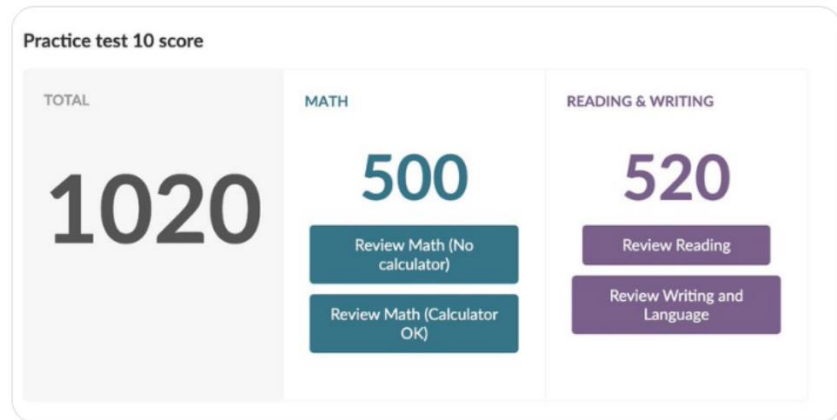 Practice test 10 score
TOTAL
1020
MATH
500
Review Math (No
calculator)
Review Math (Calculator
OK)
READING & WRITING
520
Review Reading
Review Writing and
Language